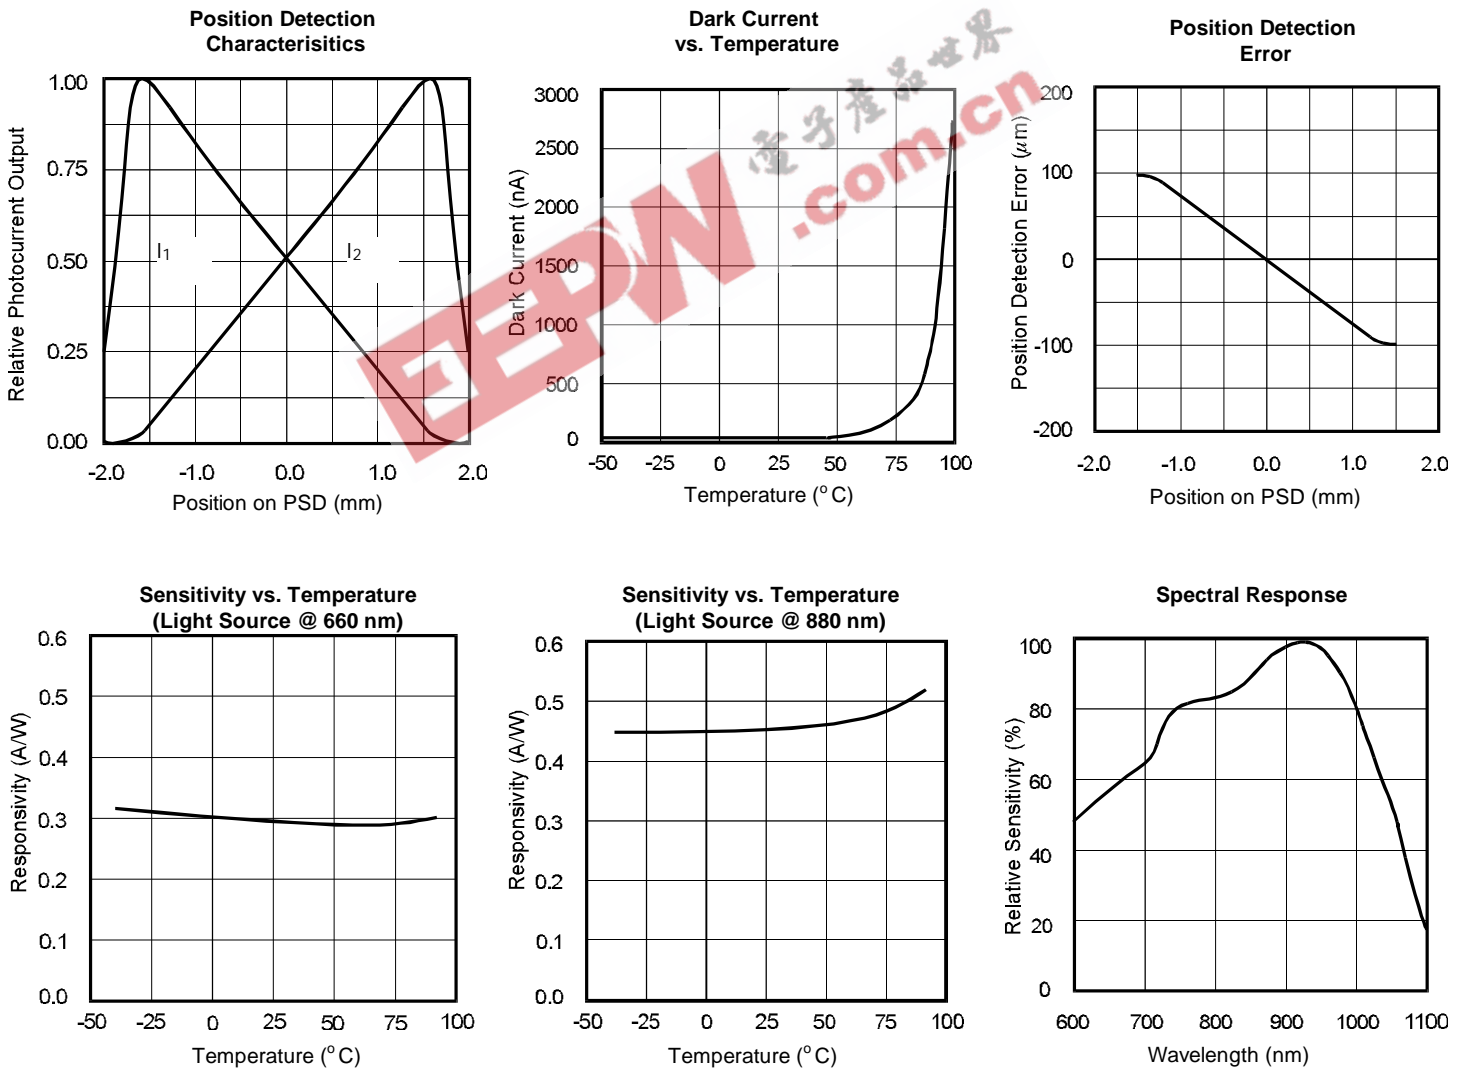 Position Detection
Characterisitics
Relative Photocurrent Output
1.00
0.75
0.50
0.25
0.00
I1
I2
-2.0 -1.0 0.0 1.0 2.0
Position on PSD (mm)
Dark Current
vs. Temperature
Dark Current (nA)
3000
2500
2000
1500
1000
500
0
-50 -25 0 25 50 75 100
Temperature (°C)
Position Detection
Error
Position Detection Error (μm)
200
100
0
-100
-200
-2.0 -1.0 0.0 1.0 2.0
Position on PSD (mm)
EEPW
.com.cn
電子産品世界
Sensitivity vs. Temperature
(Light Source @ 660 nm)
Responsivity (A/W)
0.6
0.5
0.4
0.3
0.2
0.1
0.0
-50 -25 0 25 50 75 100
Temperature (°C)
Sensitivity vs. Temperature
(Light Source @ 880 nm)
Responsivity (A/W)
0.6
0.5
0.4
0.3
0.2
0.1
0.0
-50 -25 0 25 50 75 100
Temperature (°C)
Spectral Response
Relative Sensitivity (%)
100
80
60
40
20
0
600 700 800 900 1000 1100
Wavelength (nm)